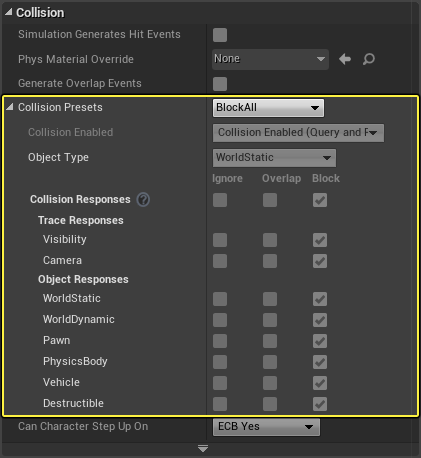 Collision
Simulation Generates Hit Events
Phys Material Override None
Generate Overlap Events
Collision Presets BlockAll
Collision Enabled Collision Enabled (Query and
Object Type WorldStatic
Ignore Overlap Block
Collision Responses ?
Trace Responses
Visibility
Camera
Object Responses
WorldStatic
WorldDynamic
Pawn
PhysicsBody
Vehicle
Destructible
Can Character Step Up On ECB Yes